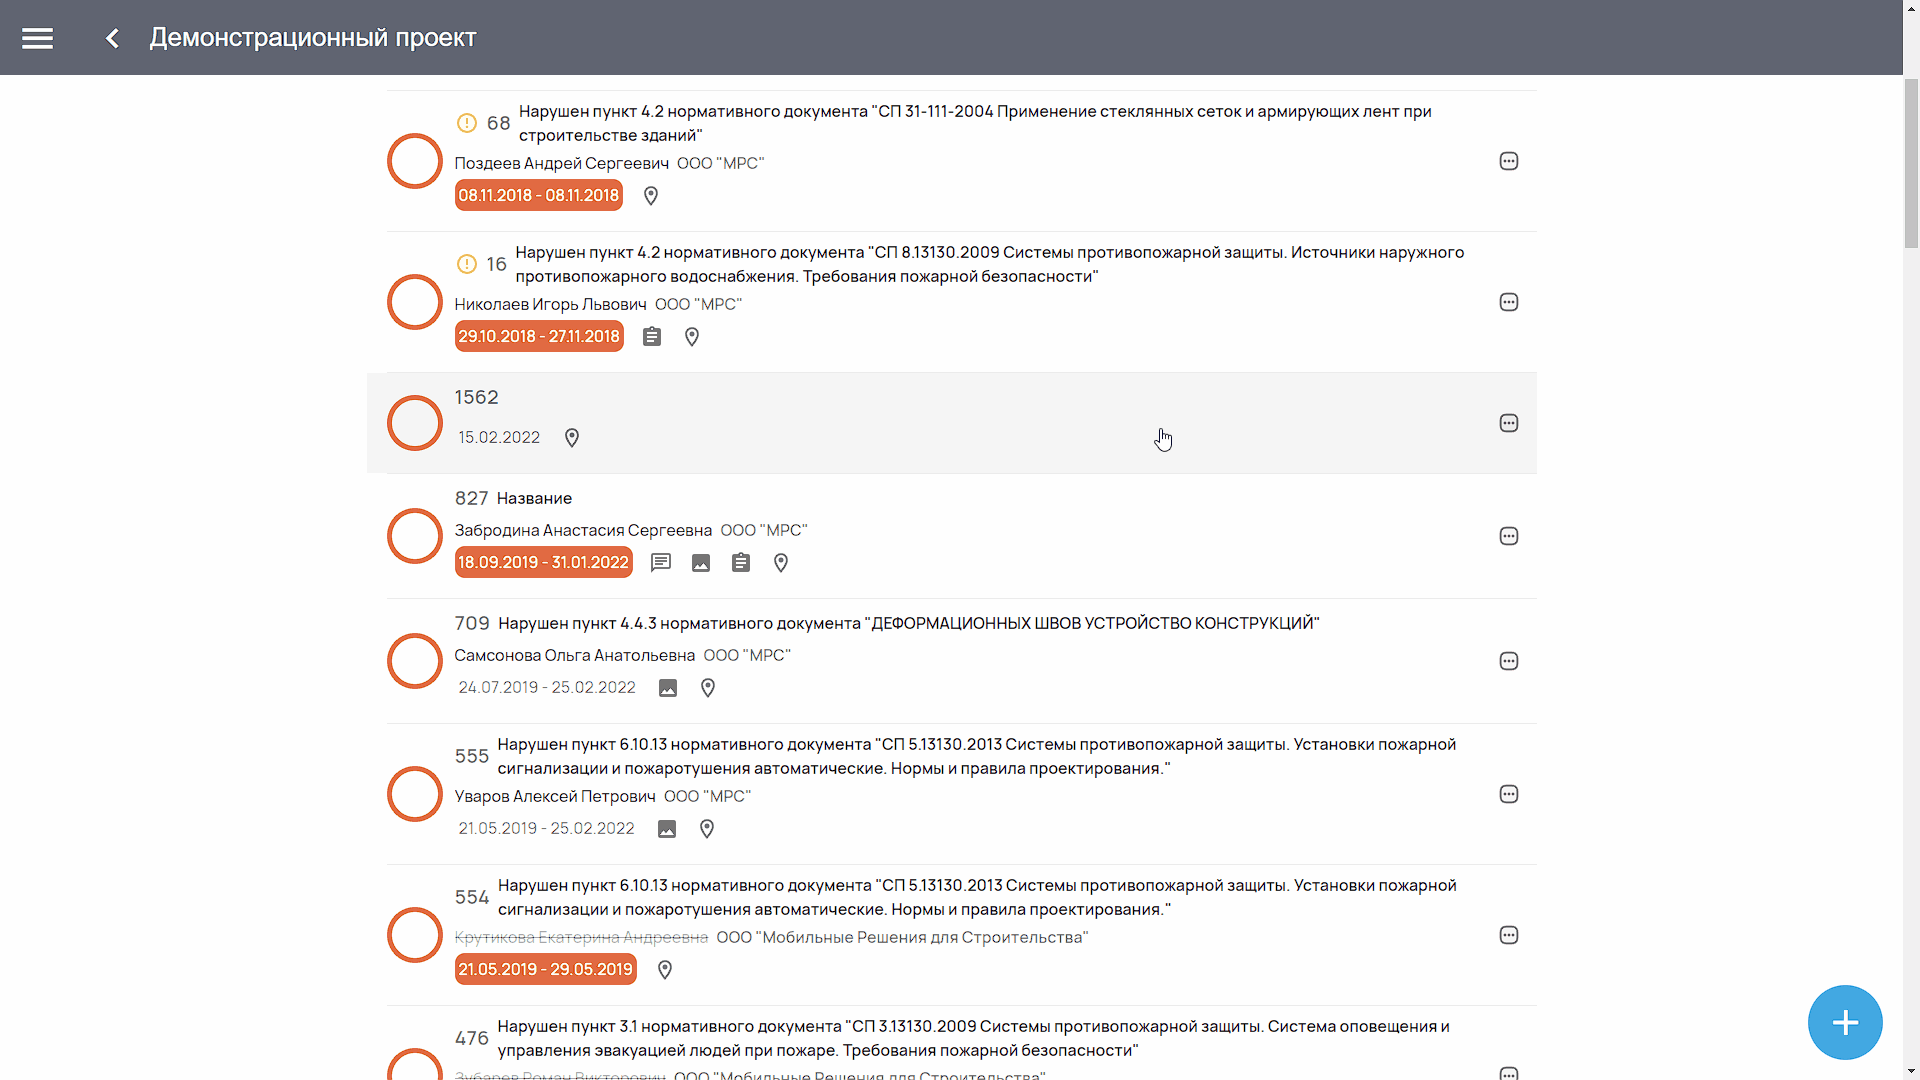 Демонстрационный проект
68 Нарушен пункт 4.2 нормативного документа "СП 31-111-2004 Применение стеклянных сеток и армирующих лент при
строительстве зданий"
Поздеев Андрей Сергеевич ООО "МРС"
08.11.2018 - 08.11.2018
16 Нарушен пункт 4.2 нормативного документа "СП 8.13130.2009 Системы противопожарной защиты. Источники наружного
противопожарного водоснабжения. Требования пожарной безопасности"
Николаев Игорь Львович ООО "МРС"
29.10.2018 - 27.11.2018
1562
15.02.2022
827 Название
Забродина Анастасия Сергеевна ООО "МРС"
18.09.2019 - 31.01.2022
709 Нарушен пункт 4.4.3 нормативного документа "ДЕФОРМАЦИОННЫХ ШВОВ УСТРОЙСТВО КОНСТРУКЦИЙ"
Самсонова Ольга Анатольевна ООО "МРС"
24.07.2019 - 25.02.2022
555 Нарушен пункт 6.10.13 нормативного документа "СП 5.13130.2013 Системы противопожарной защиты. Установки пожарной
сигнализации и пожаротушения автоматические. Нормы и правила проектирования."
Уваров Алексей Петрович ООО "МРС"
21.05.2019 - 25.02.2022
554 Нарушен пункт 6.10.13 нормативного документа "СП 5.13130.2013 Системы противопожарной защиты. Установки пожарной
сигнализации и пожаротушения автоматические. Нормы и правила проектирования."
Крутикова Екатерина Андреевна ООО "Мобильные Решения для Строительства"
21.05.2019 - 29.05.2019
476 Нарушен пункт 3.1 нормативного документа "СП 3.13130.2009 Системы противопожарной защиты. Система оповещения и
управления эвакуацией людей при пожаре. Требования пожарной безопасности"
Зубарев Роман Викторович ООО "Мобильные Решения для Строительства"